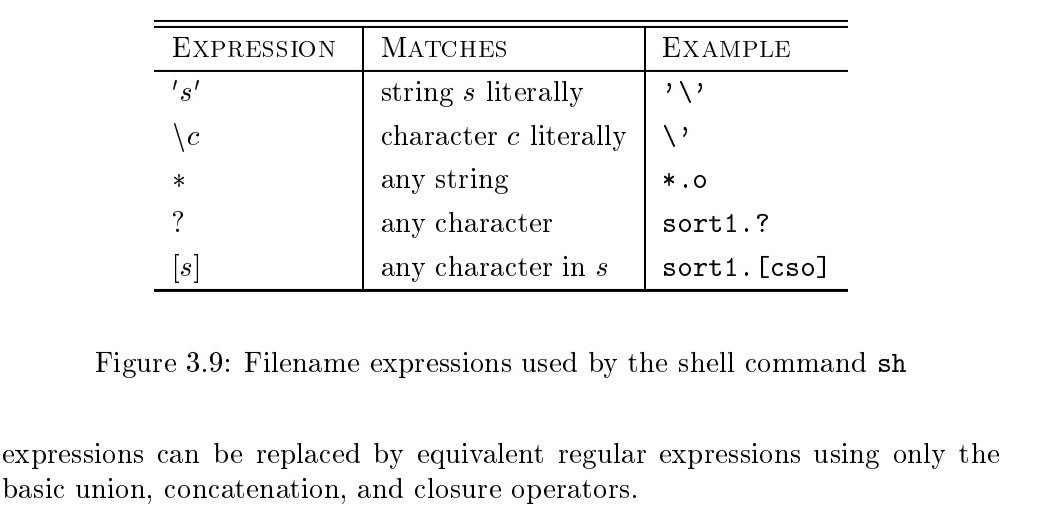 EXPRESSION MATCHES EXAMPLE
's' string s literally '\'
\c character c literally \'
* any string *.o
? any character sort1.?
[s] any character in s sort1.[cso]
Figure 3.9: Filename expressions used by the shell command sh
expressions can be replaced by equivalent regular expressions using only the
basic union, concatenation, and closure operators.